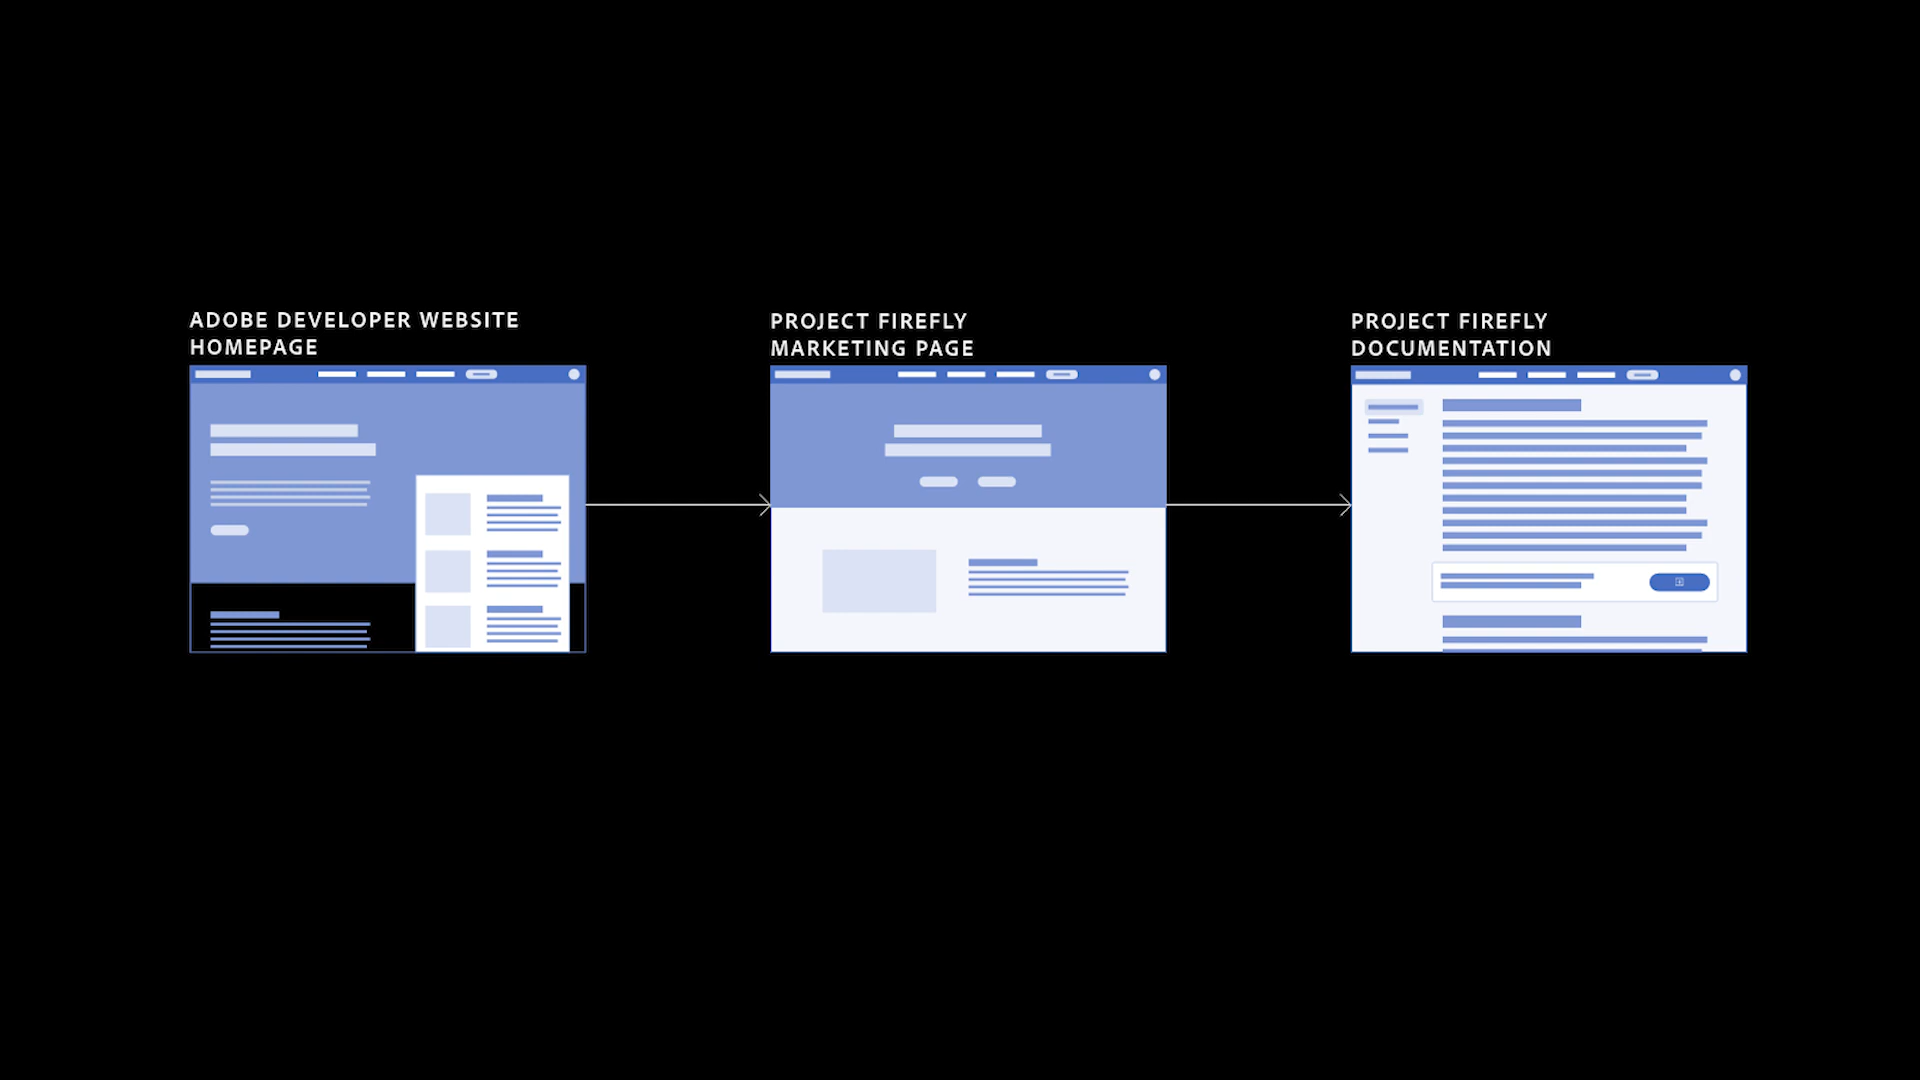 ADOBE DEVELOPER WEBSITE
HOMEPAGE
PROJECT FIREFLY
MARKETING PAGE
PROJECT FIREFLY
DOCUMENTATION